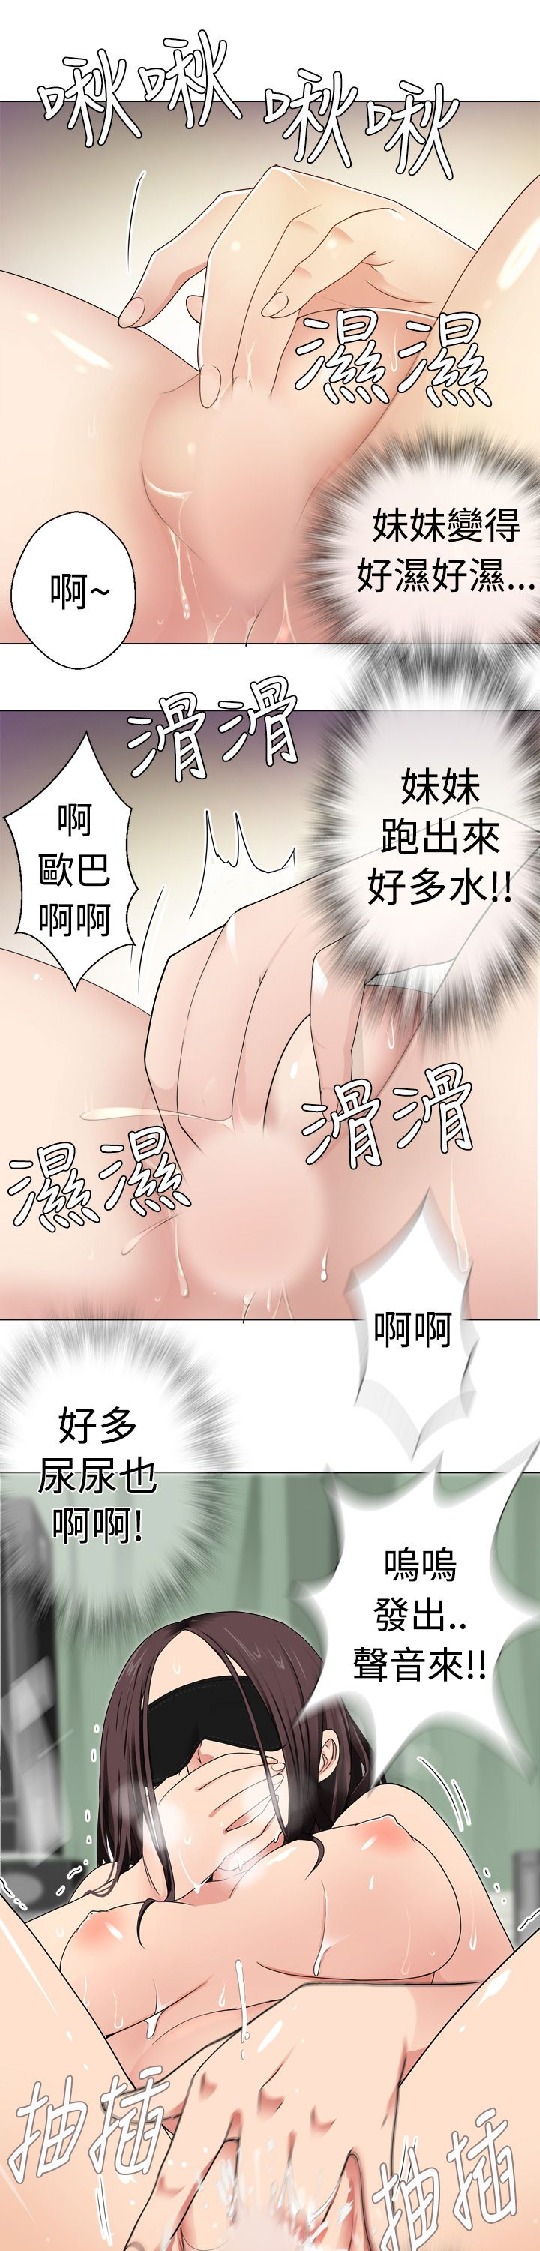 啾啾
啾啾
濕濕
妹妹變得
好濕好濕...
啊~
滑滑
妹妹
跑出來
好多水!!
啊
歐巴
啊啊
滑滑
濕濕
啊啊
好多
尿尿也
啊啊!
嗚嗚
發出..
聲音來!!
抽插
抽插